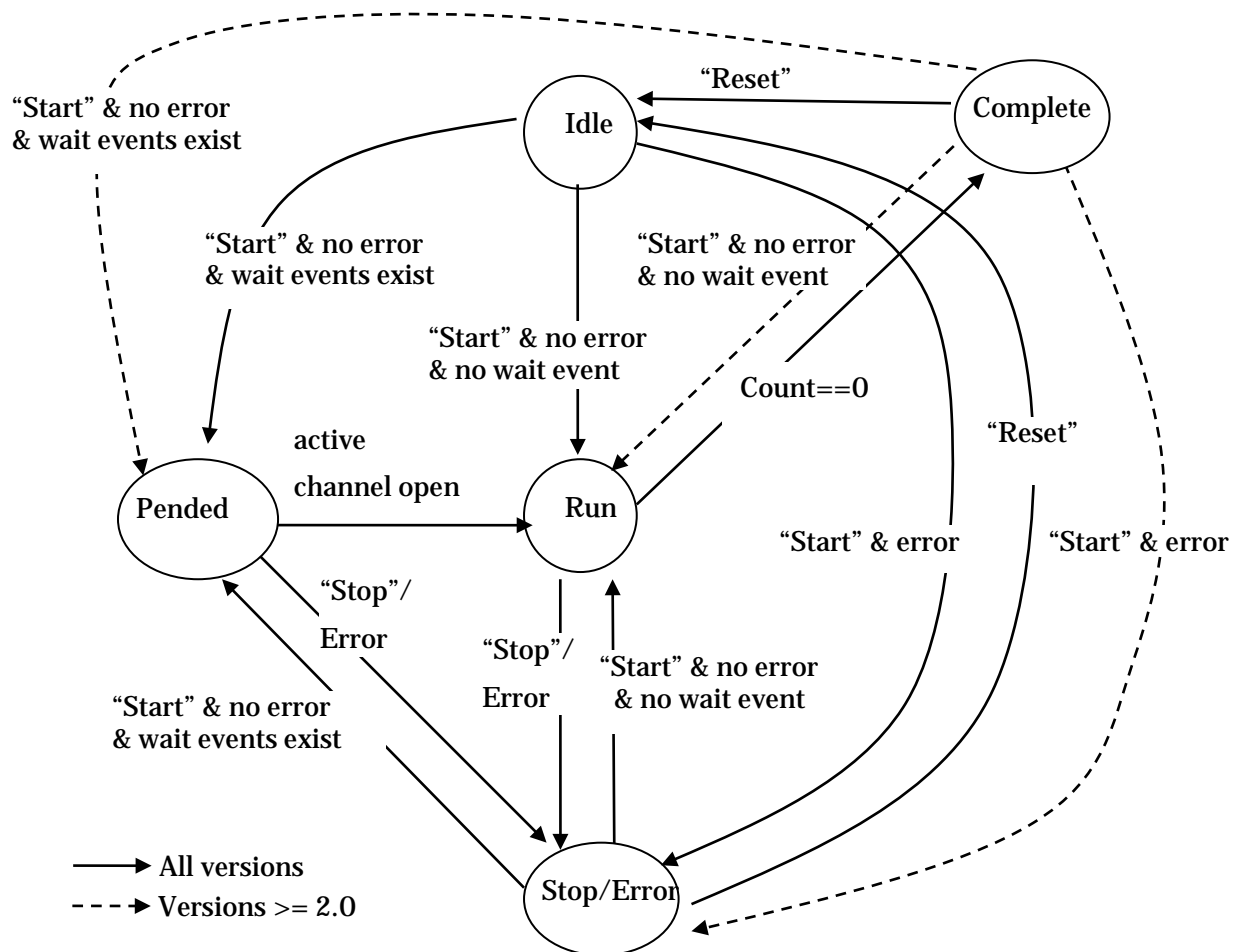 “Reset”
Complete
“Start” & no error
& wait events exist
Idle
“Start” & no error
& wait events exist
“Start” & no error
& no wait event
“Start” & no error
& no wait event
Count==0
“Reset”
active
channel open
Pended
Run
“Start” & error
“Start” & error
“Stop”/
Error
“Stop”/
Error
“Start” & no error
& no wait event
“Start” & no error
& wait events exist
All versions
Versions >= 2.0
Stop/Error